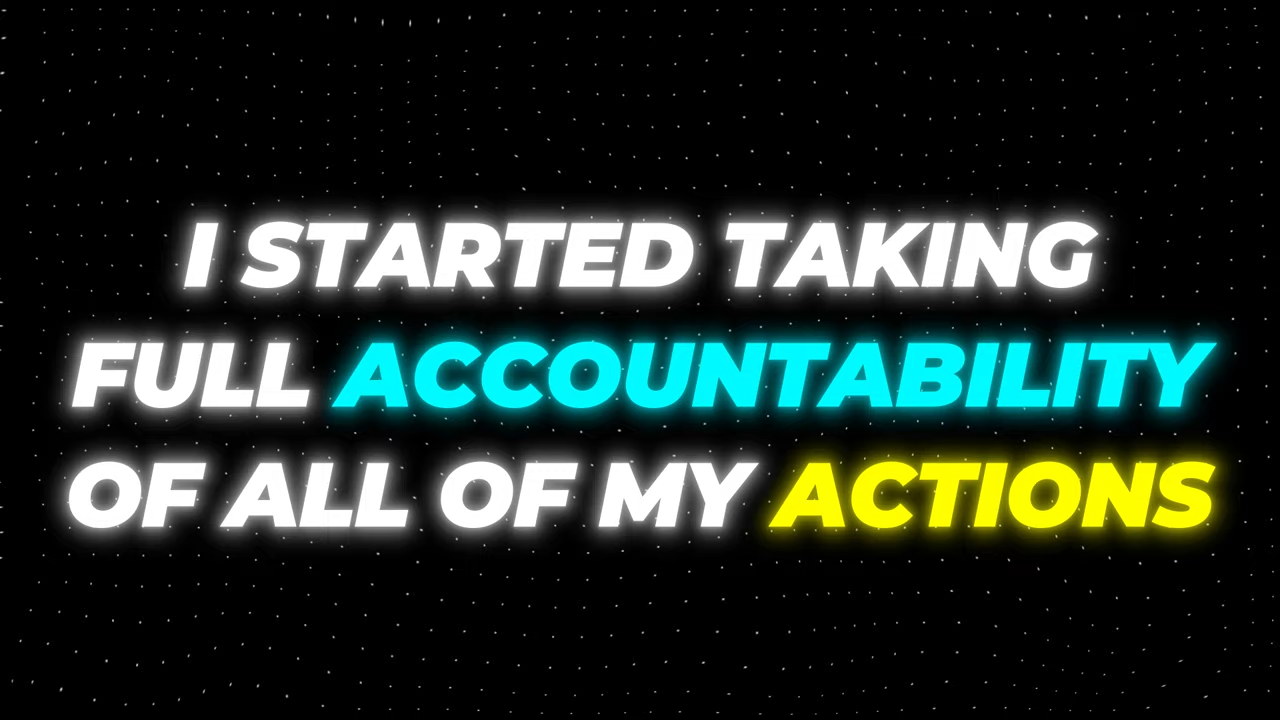 I STARTED TAKING
FULL ACCOUNTABILITY
OF ALL OF MY ACTIONS